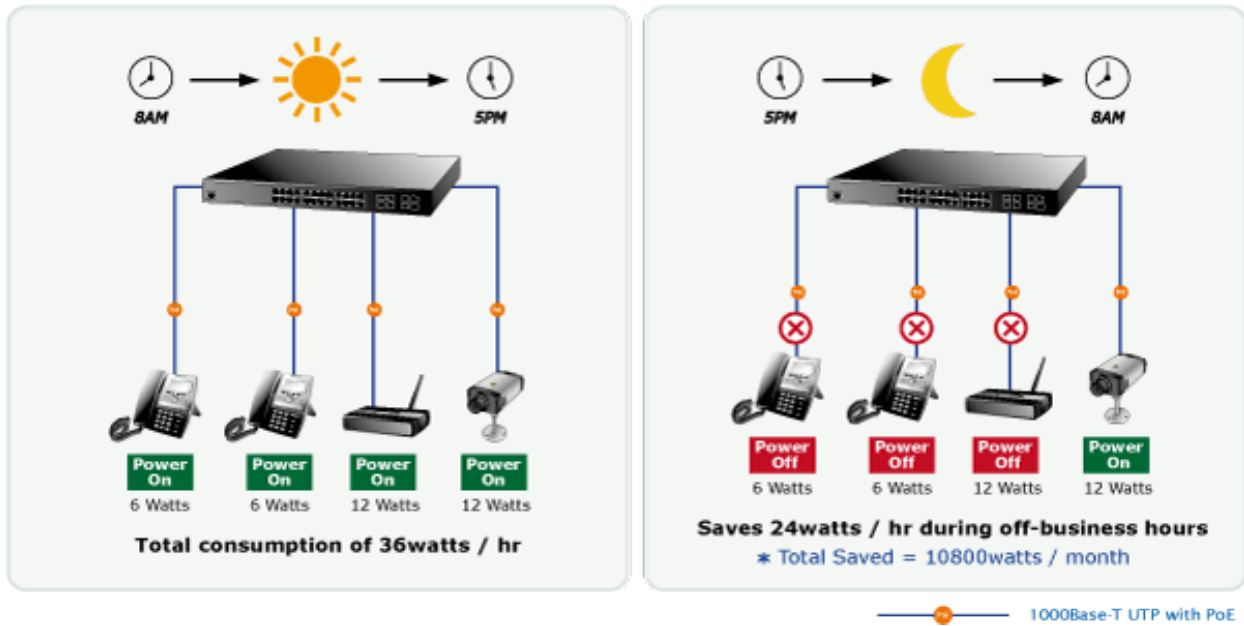 8AM
5PM
Power
On
6 Watts
Power
On
6 Watts
Power
On
12 Watts
Power
On
12 Watts
Total consumption of 36watts / hr
5PM
8AM
Power
Off
6 Watts
Power
Off
6 Watts
Power
Off
12 Watts
Power
On
12 Watts
Saves 24watts / hr during off-business hours
* Total Saved = 10800watts / month
1000Base-T UTP with PoE